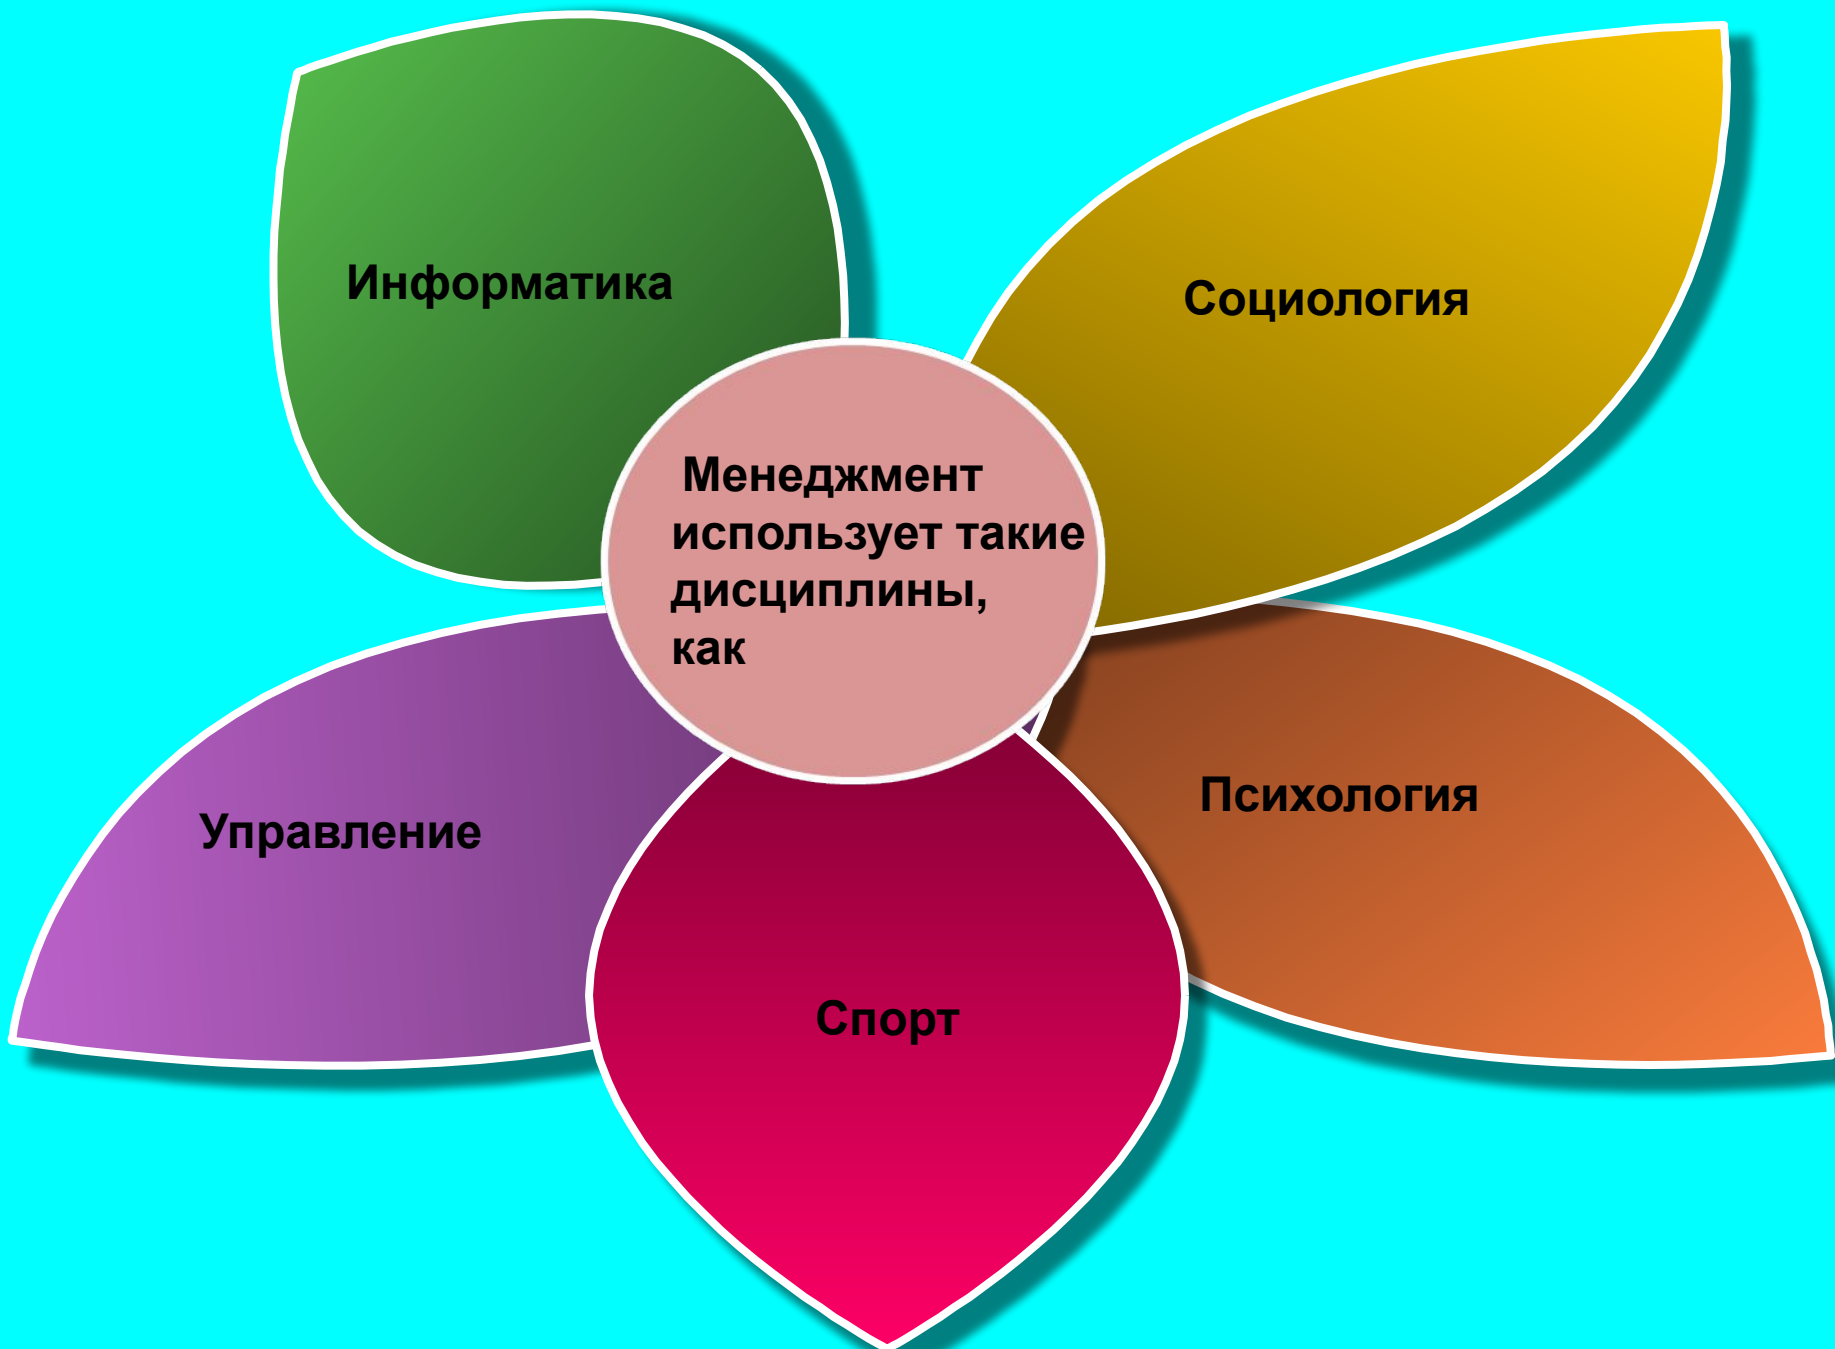 Информатика
Социология
Менеджмент
использует такие
дисциплины,
как
Управление
Психология
Спорт